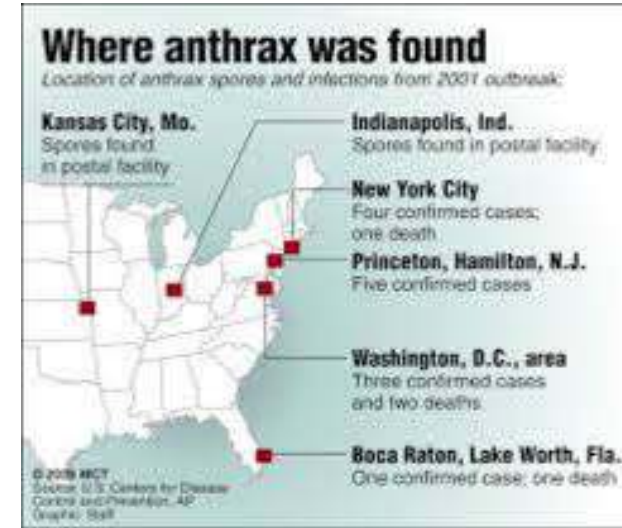 Where anthrax was found
Location of anthrax spores and infections from 2001 outbreak:
Kansas City, Mo.
Spores found
in postal facility
Indianapolis, Ind.
Spores found in postal facility
New York City
Four confirmed cases;
one death
Princeton, Hamilton, N.J.
Five confirmed cases
Washington, D.C., area
Three confirmed cases
and two deaths
Boca Raton, Lake Worth, Fla.
One confirmed case; one death
MCT
Source: U.S. Centers for Disease
Control and Prevention, AP
Graphic: Staff